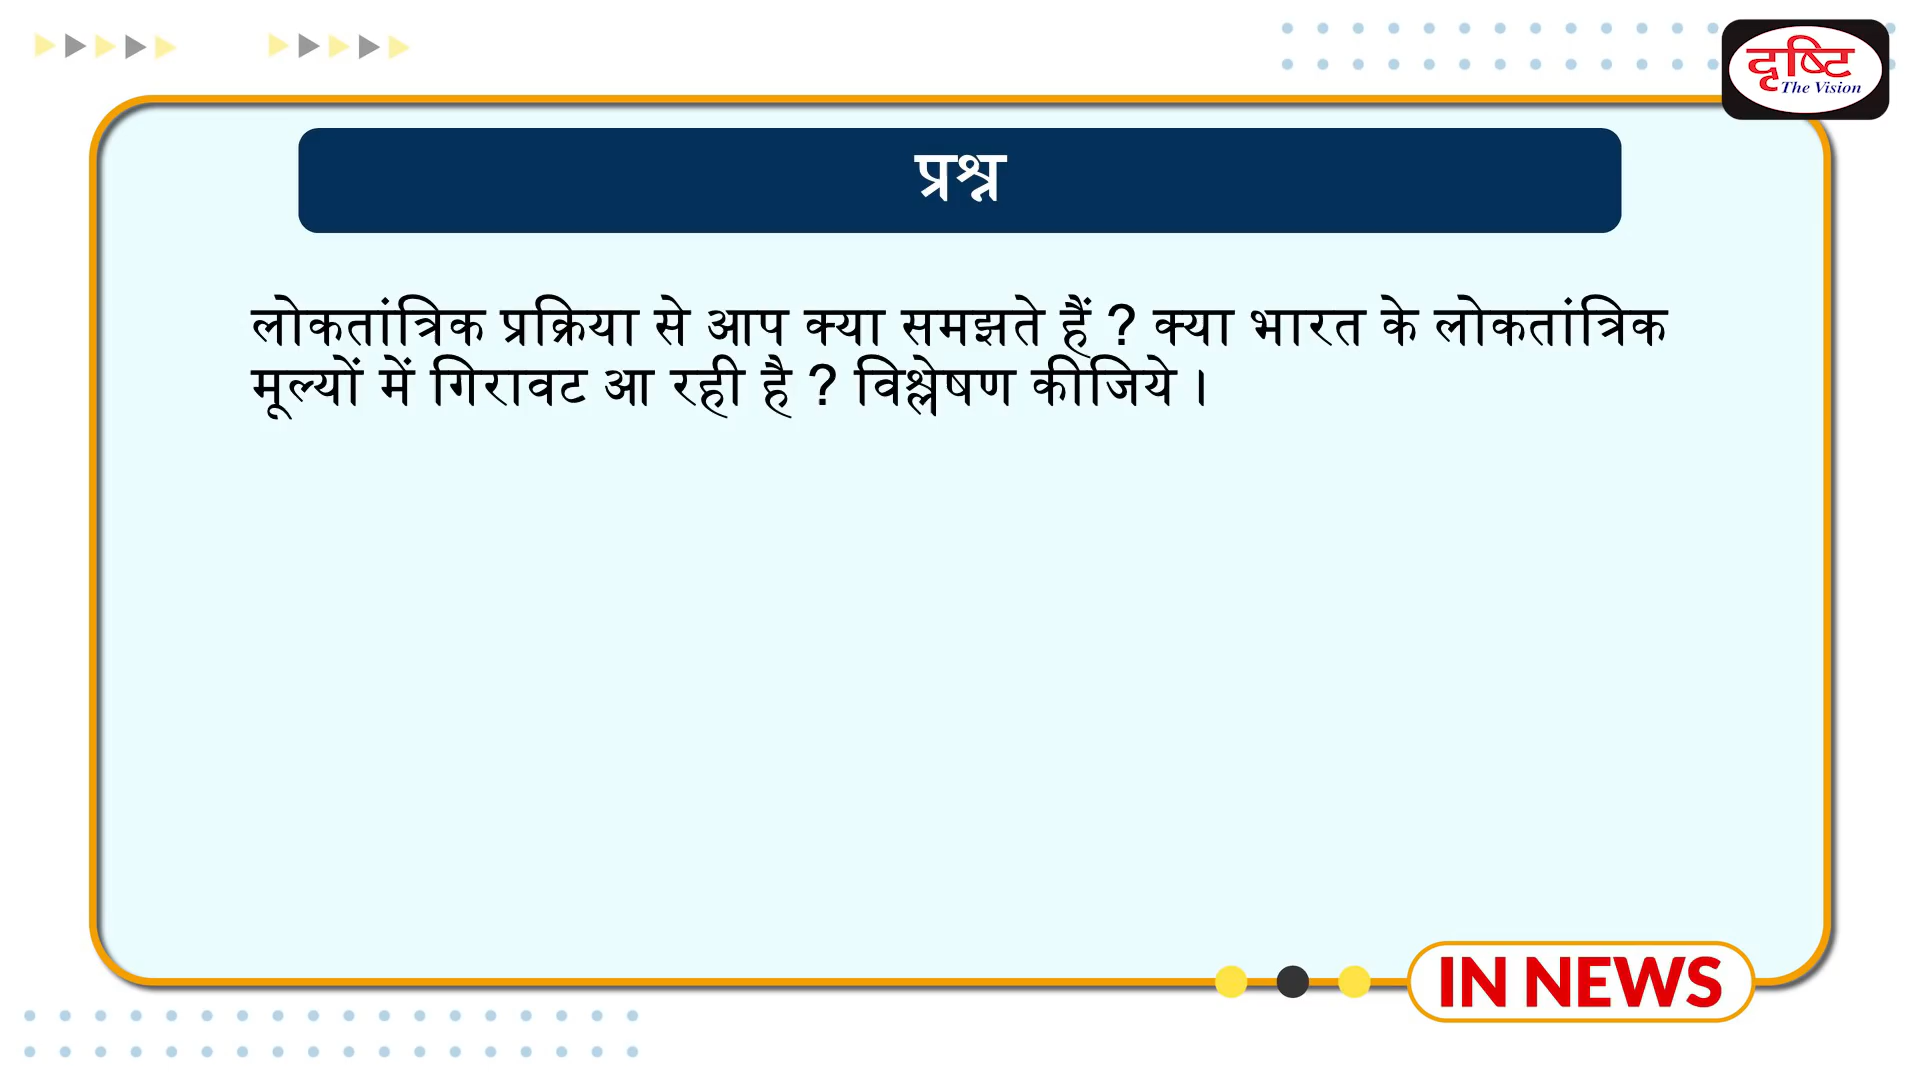 दृष्टि
The Vision
प्रश्न
लोकतांत्रिक प्रक्रिया से आप क्या समझते हैं ? क्या भारत के लोकतांत्रिक
मूल्यों में गिरावट आ रही है ? विश्लेषण कीजिये ।
IN NEWS